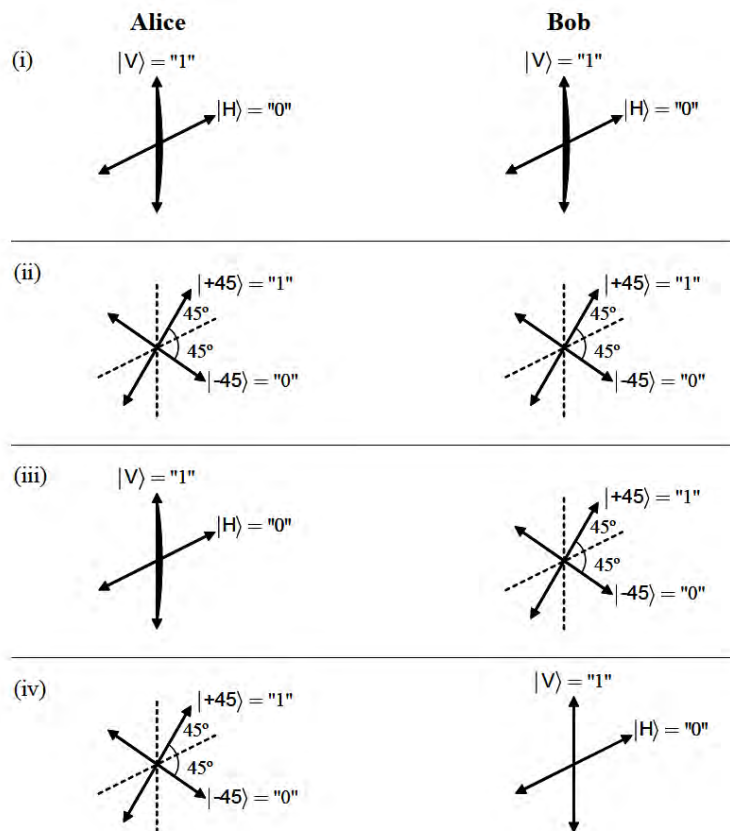 Alice Bob
(i)
|V⟩ = "1" |V⟩ = "1"
|H⟩ = "0" |H⟩ = "0"
(ii)
|+45⟩ = "1" |+45⟩ = "1"
45º 45º
45º 45º
|-45⟩ = "0" |-45⟩ = "0"
(iii)
|V⟩ = "1" |+45⟩ = "1"
|H⟩ = "0" 45º
45º
|-45⟩ = "0"
(iv)
|+45⟩ = "1" |V⟩ = "1"
45º |H⟩ = "0"
45º
|-45⟩ = "0"